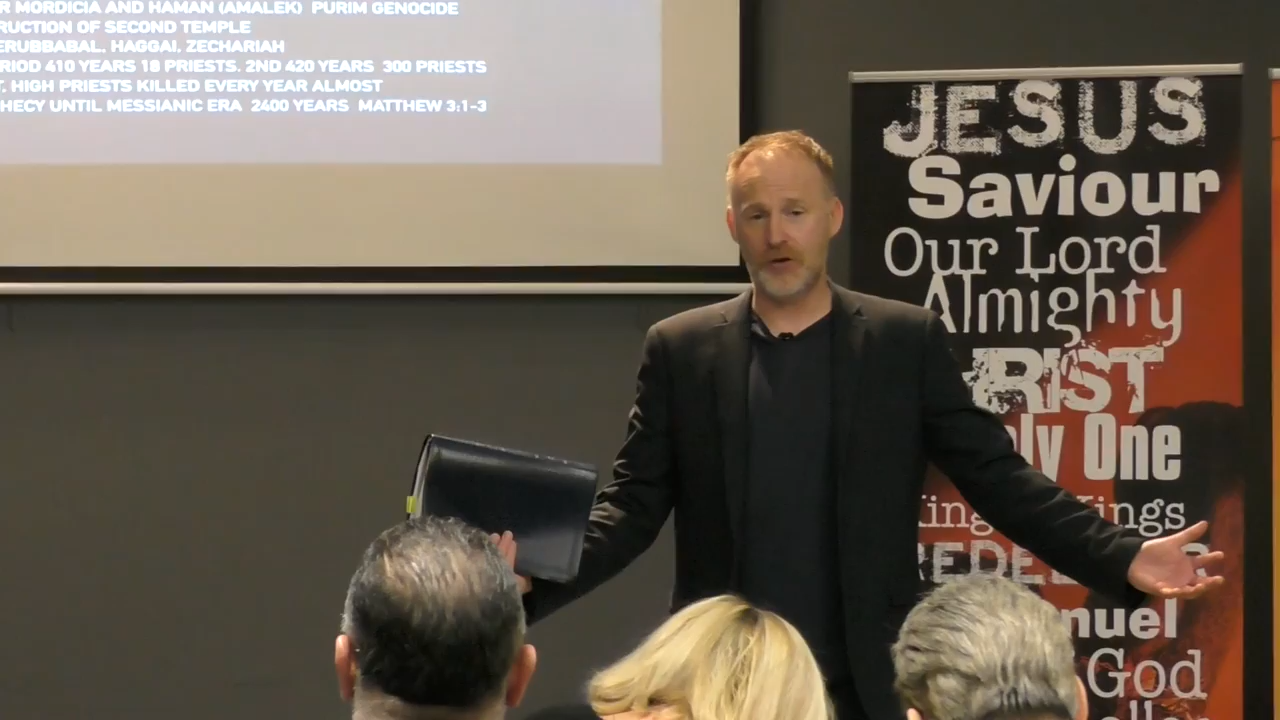 R MORDICIA AND HAMAN (AMALEK) PURIM GENOCIDE
RUCTION OF SECOND TEMPLE
ERUBBABAL, HAGGAI, ZECHARIAH
RIOD 410 YEARS 18 PRIESTS. 2ND 420 YEARS 300 PRIESTS
T. HIGH PRIESTS KILLED EVERY YEAR ALMOST
HECY UNTIL MESSIANIC ERA 2400 YEARS MATTHEW 3:1-3
JESUS
Saviour
Our Lord
Almighty
RIST
ly One
King Kings
REDE
nuel
God